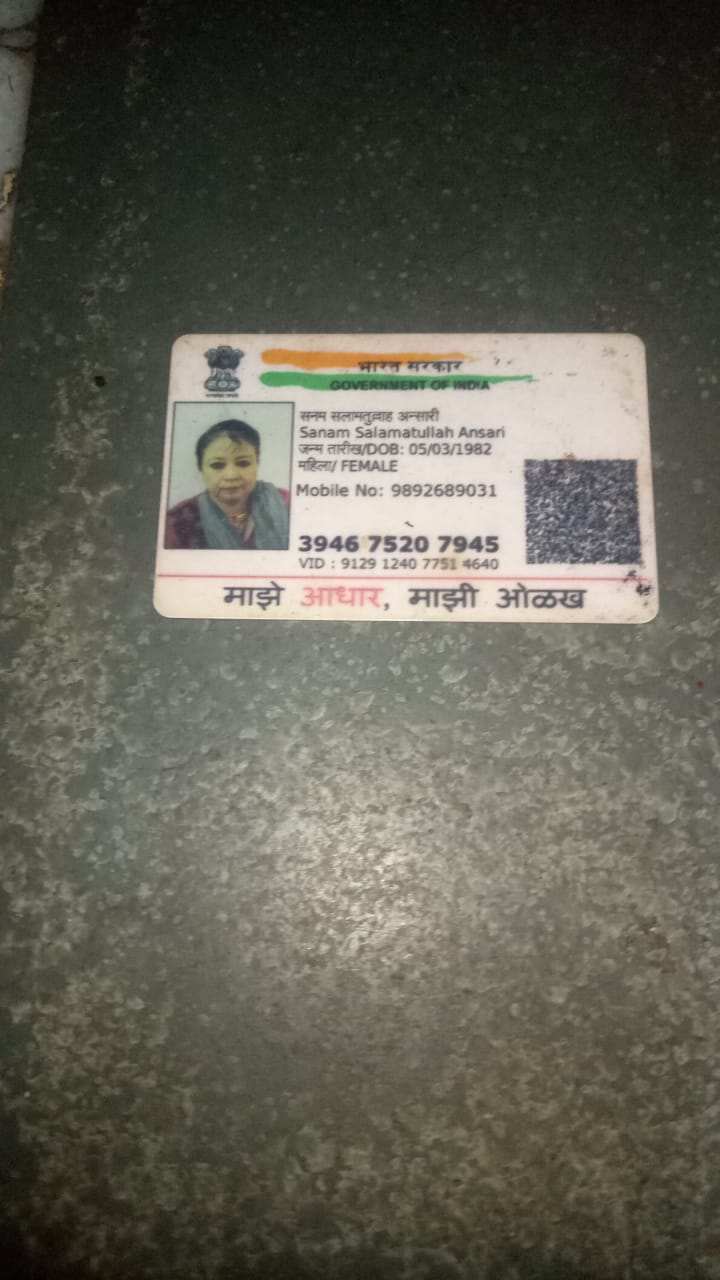 भारत सरकार
GOVERNMENT OF INDIA
सनम सलामतुल्लाह अन्सारी
Sanam Salamatullah Ansari
जन्म तारीख/DOB: 05/03/1982
महिला/ FEMALE
Mobile No: 9892689031
3946 7520 7945
VID : 9129 1240 7751 4640
माझे आधार, माझी ओळख